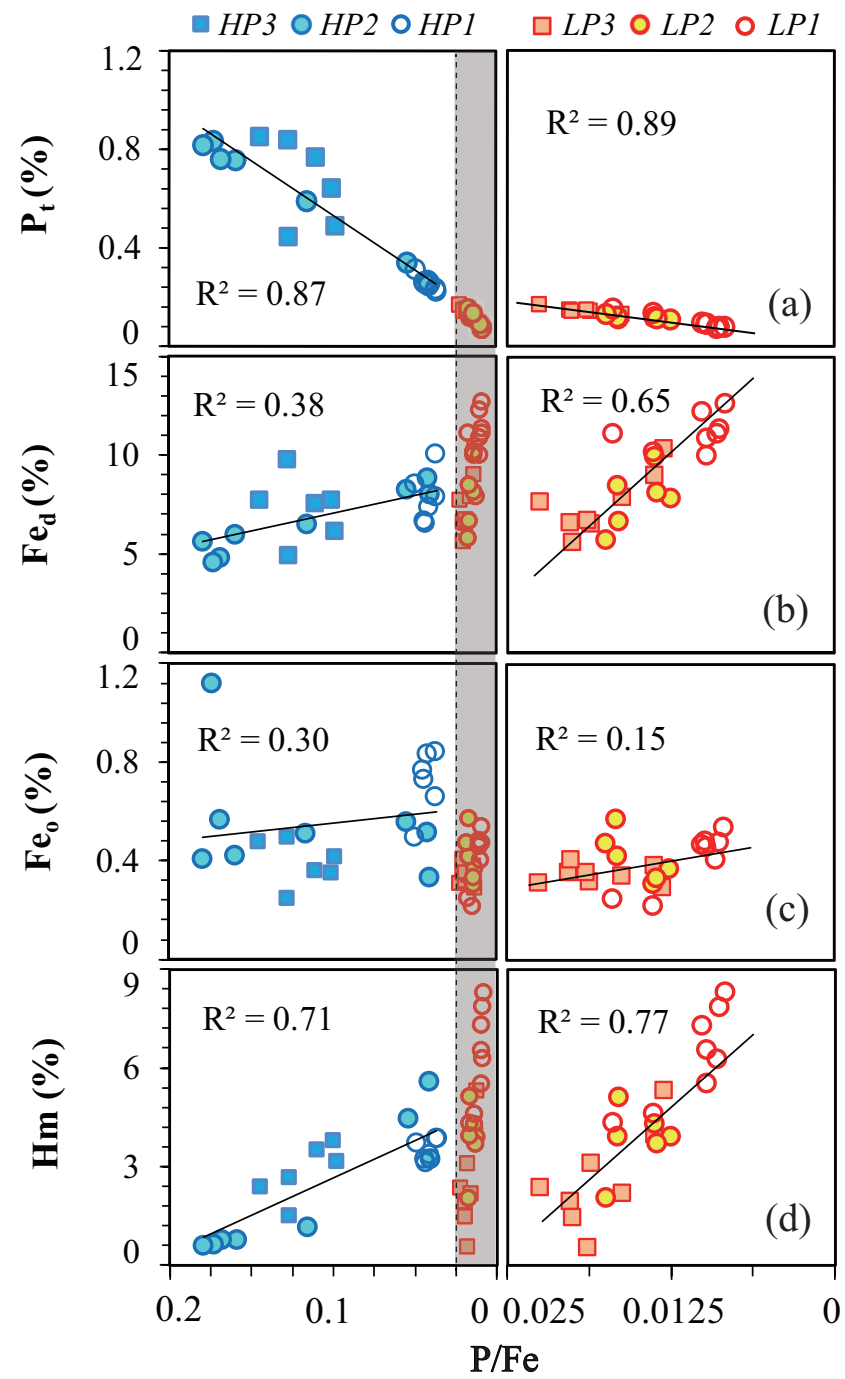 HP3 HP2 HP1 LP3 LP2 LP1
1.2
0.8
0.4
0
Pt (%)
R² = 0.87
R² = 0.89
(a)
15
10
5
0
Fed (%)
R² = 0.38
R² = 0.65
(b)
1.2
0.8
0.4
0
Feo (%)
R² = 0.30
R² = 0.15
(c)
9
6
3
0
Hm (%)
R² = 0.71
R² = 0.77
(d)
0.2 0.1 0 0.025 0.0125 0
P/Fe